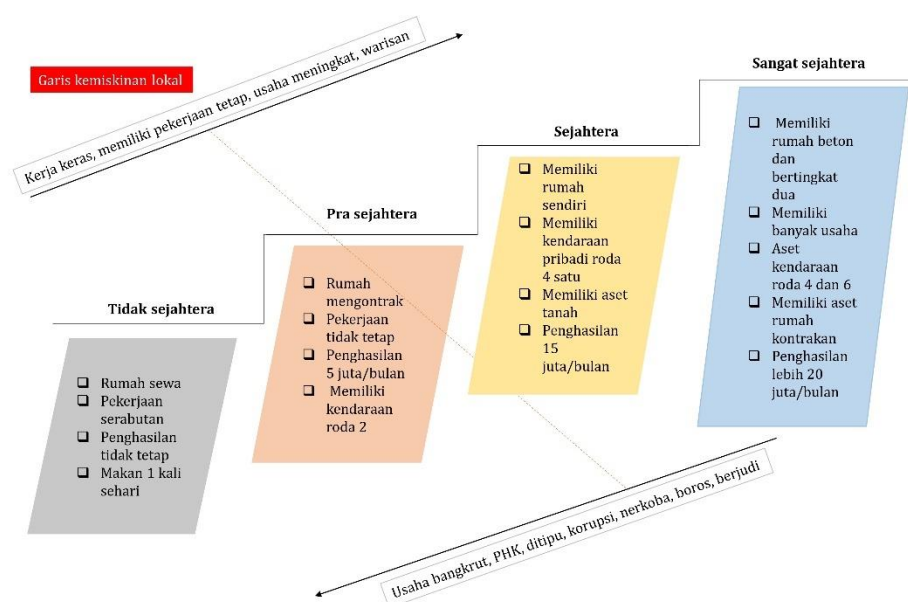 Garis kemiskinan lokal
Kerja keras, memiliki pekerjaan tetap, usaha meningkat, warisan
Tidak sejahtera
Rumah sewa
Pekerjaan
serabutan
Penghasilan
tidak tetap
Makan 1 kali
sehari
Pra sejahtera
Rumah
mengontrak
Pekerjaan
tidak tetap
Penghasilan
5 juta/bulan
Memiliki
kendaraan
roda 2
Sejahtera
Memiliki
rumah
sendiri
Memiliki
kendaraan
pribadi roda
4 satu
Memiliki aset
tanah
Penghasilan
15
juta/bulan
Sangat sejahtera
Memiliki
rumah beton
dan
bertingkat
dua
Memiliki
banyak usaha
Aset
kendaraan
roda 4 dan 6
Memiliki aset
rumah
kontrakan
Penghasilan
lebih 20
juta/bulan
Usaha bangkrut, PHK, ditipu, korupsi, nerkoba, boros, berjudi